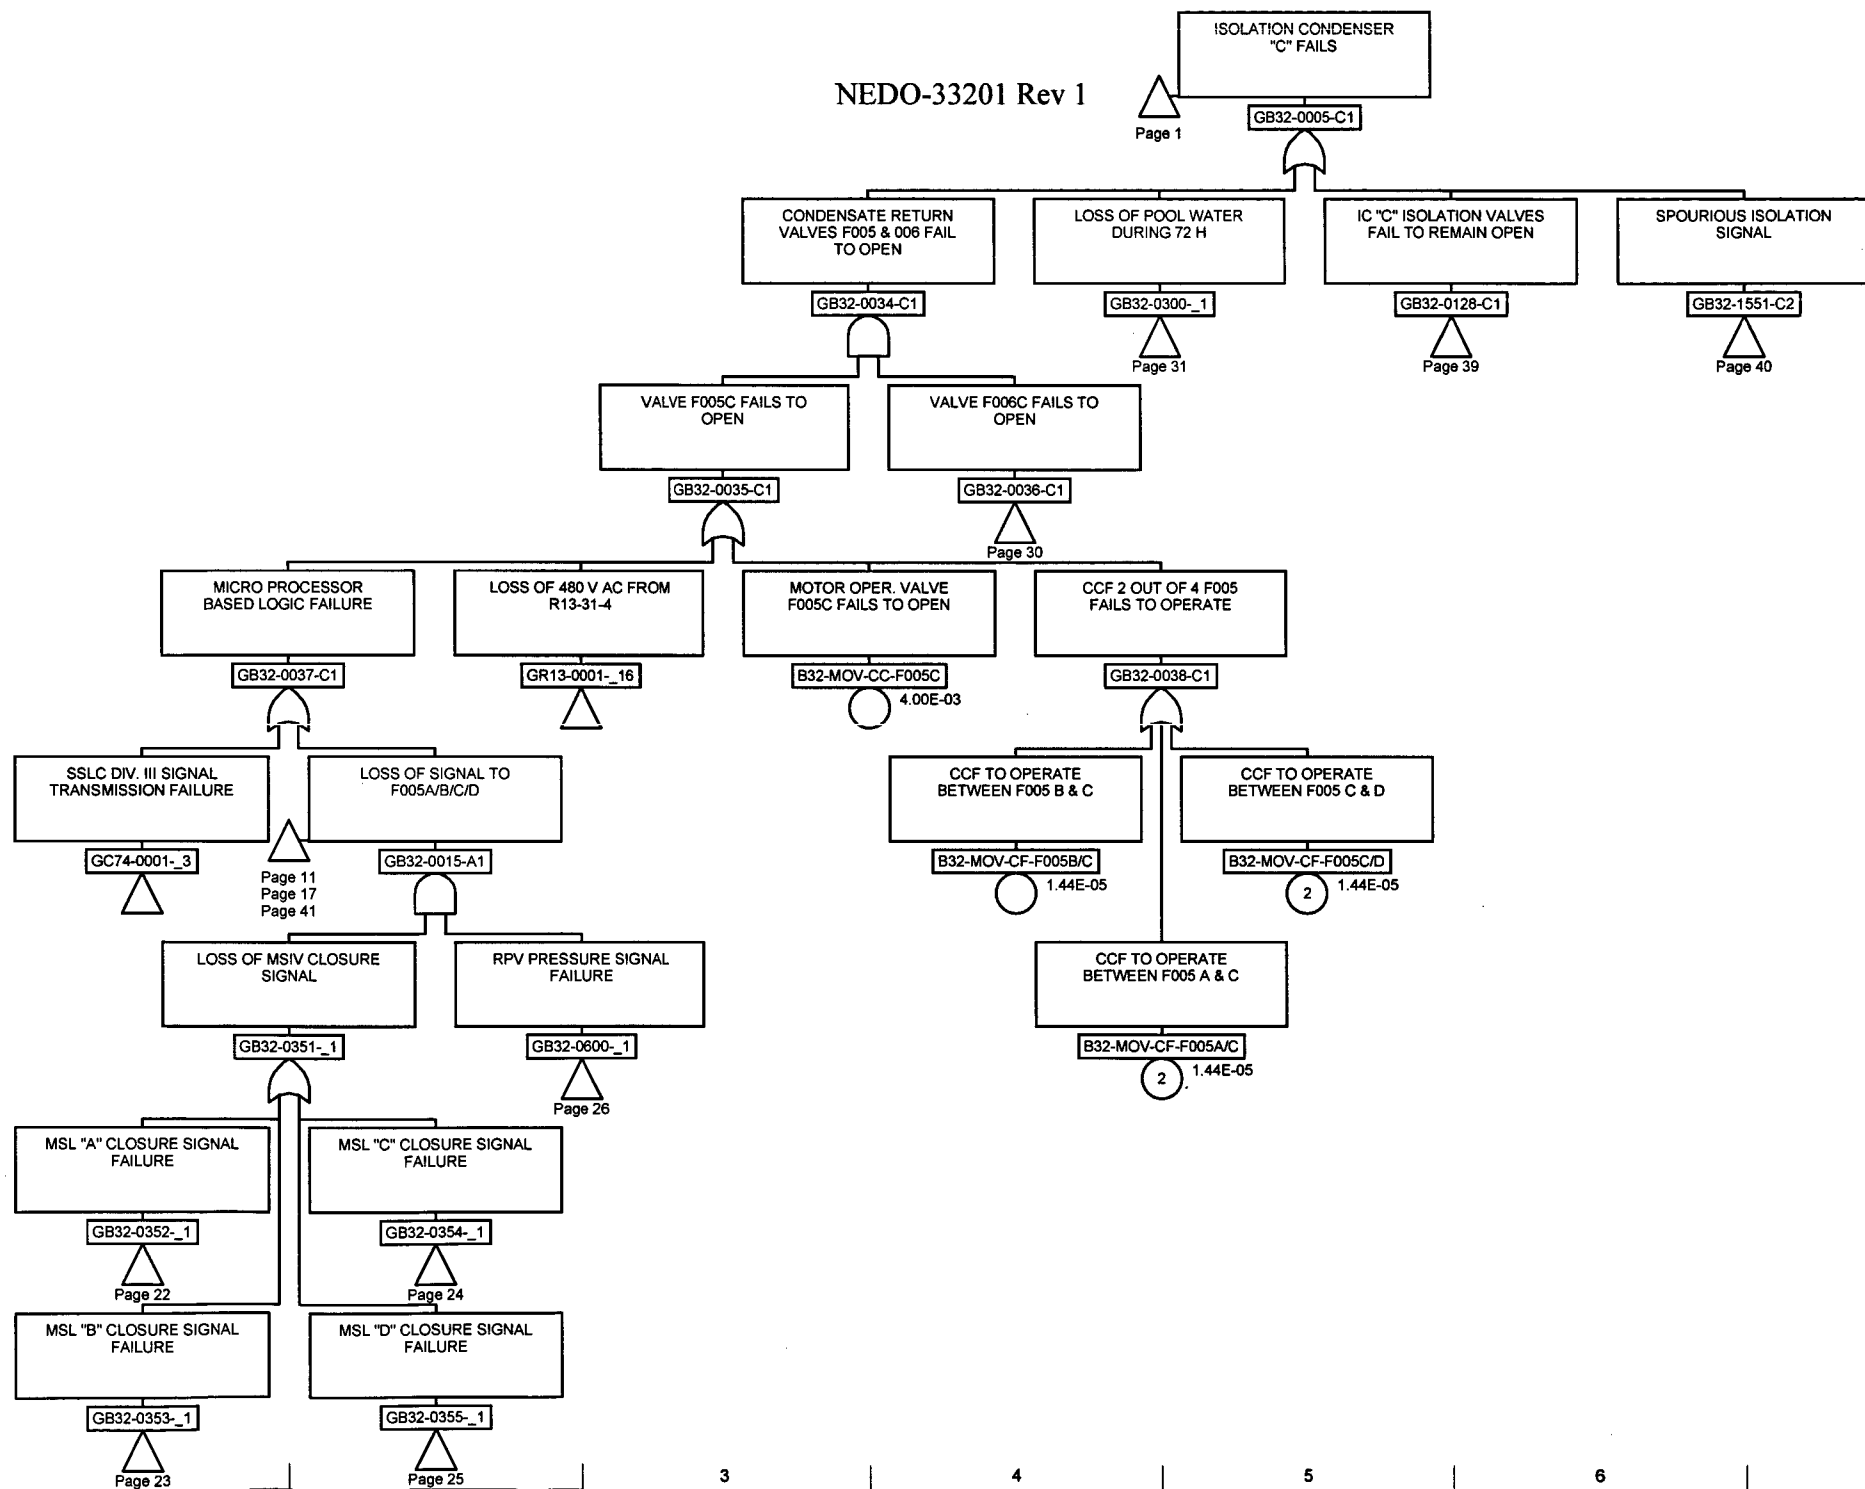 ISOLATION CONDENSER
"C" FAILS
NEDO-33201 Rev 1
Page 1
GB32-0005-C1
CONDENSATE RETURN
VALVES F005 & 006 FAIL
TO OPEN
LOSS OF POOL WATER
DURING 72 H
IC "C" ISOLATION VALVES
FAIL TO REMAIN OPEN
SPOURIOUS ISOLATION
SIGNAL
GB32-0034-C1
GB32-0300-_1
GB32-0128-C1
GB32-1551-C2
Page 31
Page 39
Page 40
VALVE F005C FAILS TO
OPEN
VALVE F006C FAILS TO
OPEN
GB32-0035-C1
GB32-0036-C1
Page 30
MICRO PROCESSOR
BASED LOGIC FAILURE
LOSS OF 480 V AC FROM
R13-31-4
MOTOR OPER. VALVE
F005C FAILS TO OPEN
CCF 2 OUT OF 4 F005
FAILS TO OPERATE
GB32-0037-C1
GR13-0001-_16
B32-MOV-CC-F005C
4.00E-03
GB32-0038-C1
SSLC DIV. III SIGNAL
TRANSMISSION FAILURE
LOSS OF SIGNAL TO
F005A/B/C/D
CCF TO OPERATE
BETWEEN F005 B & C
CCF TO OPERATE
BETWEEN F005 C & D
GC74-0001-_3
Page 11
Page 17
Page 41
GB32-0015-A1
B32-MOV-CF-F005B/C
1.44E-05
B32-MOV-CF-F005C/D
2
1.44E-05
LOSS OF MSIV CLOSURE
SIGNAL
RPV PRESSURE SIGNAL
FAILURE
CCF TO OPERATE
BETWEEN F005 A & C
GB32-0351-_1
GB32-0600-_1
Page 26
B32-MOV-CF-F005A/C
2
1.44E-05
MSL "A" CLOSURE SIGNAL
FAILURE
MSL "C" CLOSURE SIGNAL
FAILURE
GB32-0352-_1
GB32-0354-_1
Page 22
Page 24
MSL "B" CLOSURE SIGNAL
FAILURE
MSL "D" CLOSURE SIGNAL
FAILURE
GB32-0353-_1
GB32-0355-_1
Page 23
Page 25
3
4
5
6